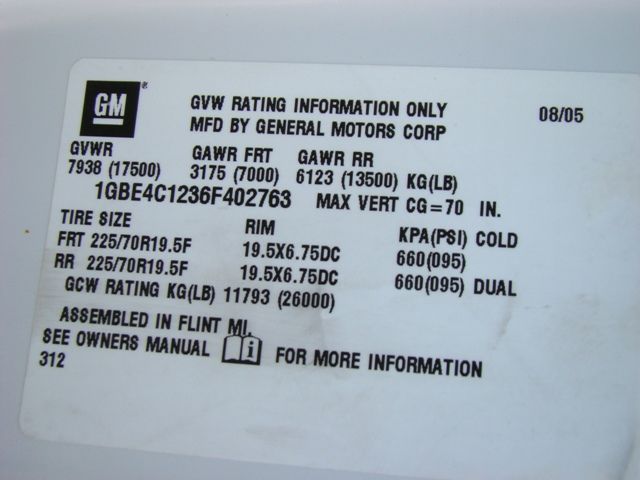 GM ®
GVW RATING INFORMATION ONLY 08/05
MFD BY GENERAL MOTORS CORP
GVWR GAWR FRT GAWR RR
7938 (17500) 3175 (7000) 6123 (13500) KG(LB)
1GBE4C1236F402763 MAX VERT CG=70 IN.
TIRE SIZE RIM KPA(PSI) COLD
FRT 225/70R19.5F 19.5X6.75DC 660(095)
RR 225/70R19.5F 19.5X6.75DC 660(095) DUAL
GCW RATING KG(LB) 11793 (26000)
ASSEMBLED IN FLINT MI.
SEE OWNERS MANUAL i FOR MORE INFORMATION
312